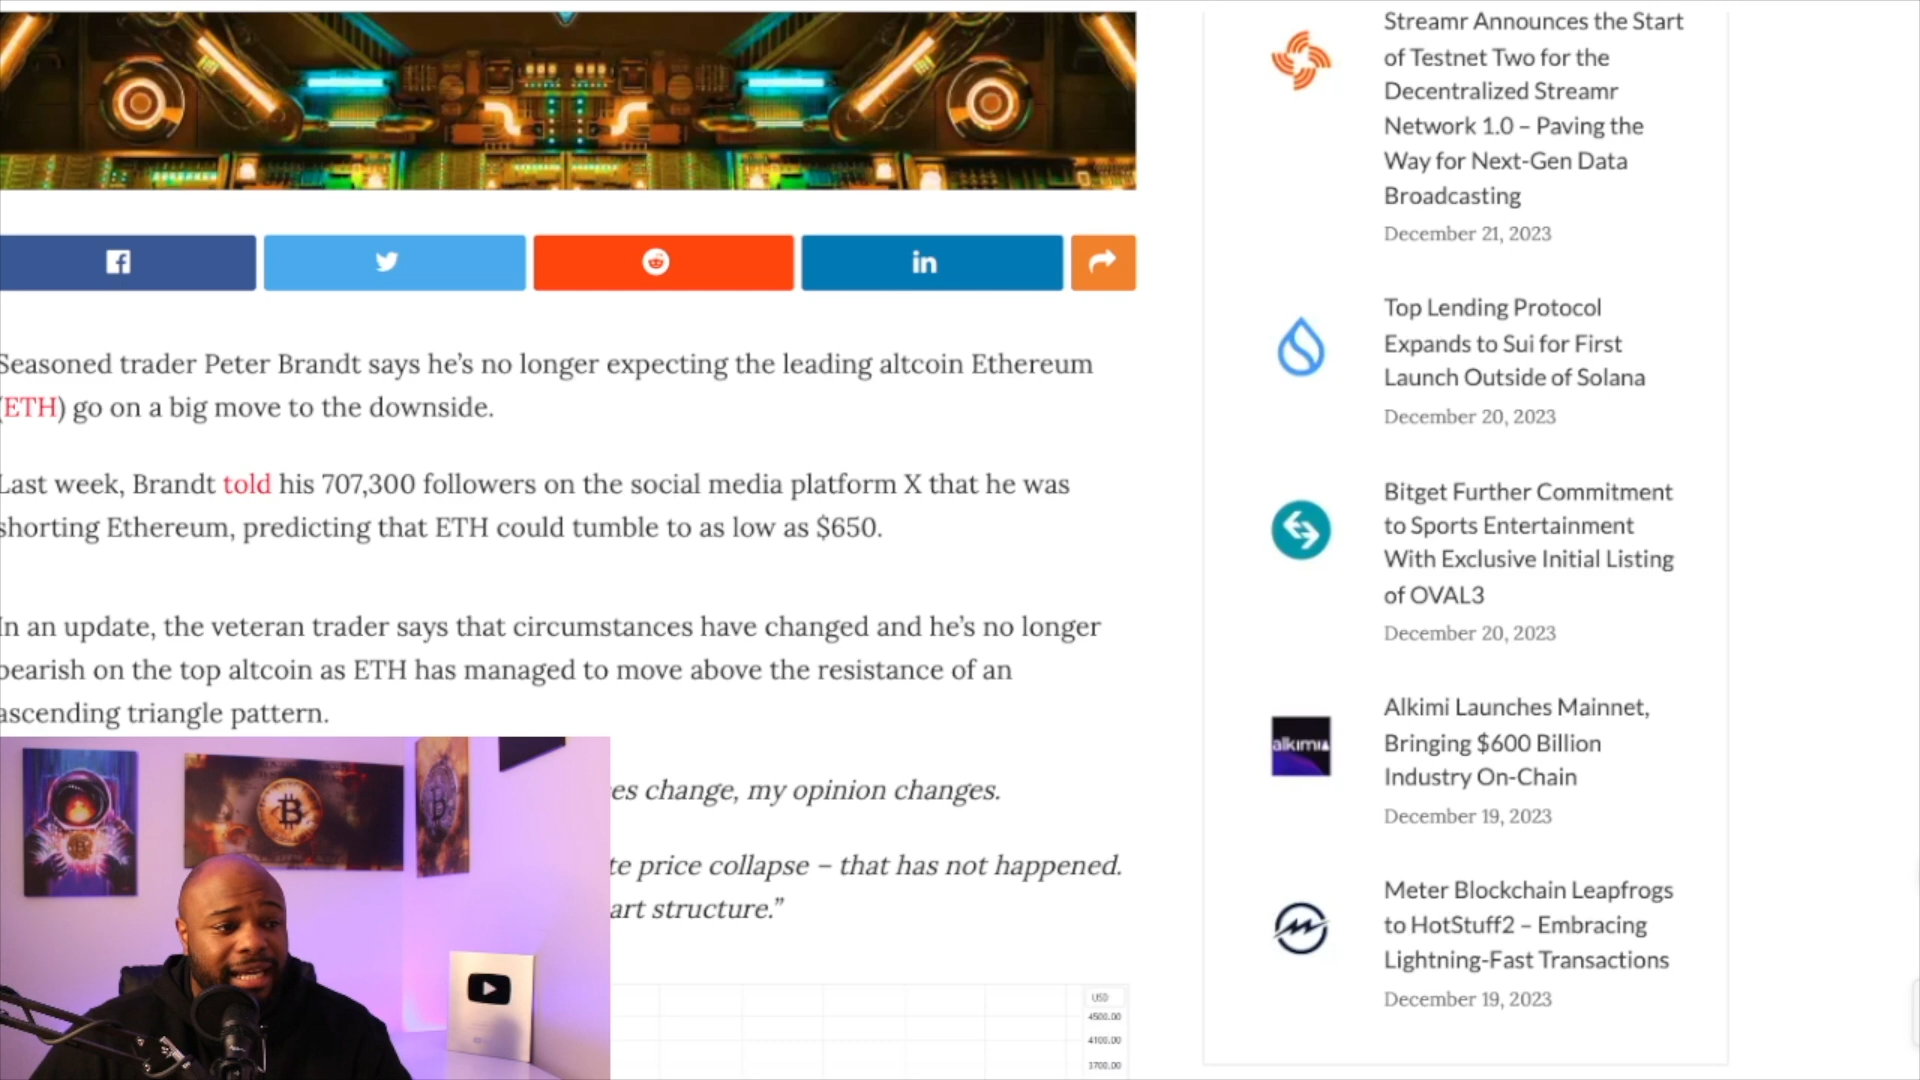 Seasoned trader Peter Brandt says he’s no longer expecting the leading altcoin Ethereum
(ETH) go on a big move to the downside.
Last week, Brandt told his 707,300 followers on the social media platform X that he was
shorting Ethereum, predicting that ETH could tumble to as low as $650.
In an update, the veteran trader says that circumstances have changed and he’s no longer
bearish on the top altcoin as ETH has managed to move above the resistance of an
ascending triangle pattern.
es change, my opinion changes.
te price collapse – that has not happened.
art structure.”
USD
4500.00
4100.00
3700.00
Streamr Announces the Start
of Testnet Two for the
Decentralized Streamr
Network 1.0 – Paving the
Way for Next-Gen Data
Broadcasting
December 21, 2023
Top Lending Protocol
Expands to Sui for First
Launch Outside of Solana
December 20, 2023
Bitget Further Commitment
to Sports Entertainment
With Exclusive Initial Listing
of OVAL3
December 20, 2023
alkimi
Alkimi Launches Mainnet,
Bringing $600 Billion
Industry On-Chain
December 19, 2023
Meter Blockchain Leapfrogs
to HotStuff2 – Embracing
Lightning-Fast Transactions
December 19, 2023